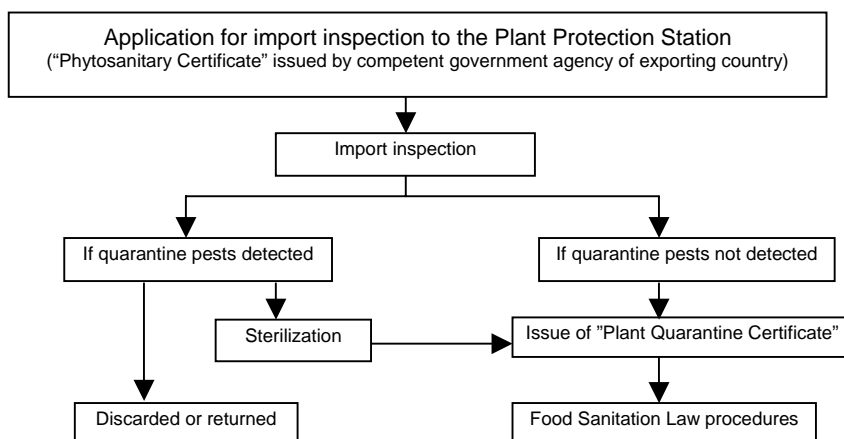 Application for import inspection to the Plant Protection Station
(“Phytosanitary Certificate” issued by competent government agency of exporting country)
Import inspection
If quarantine pests detected
If quarantine pests not detected
Sterilization
Issue of ”Plant Quarantine Certificate”
Discarded or returned
Food Sanitation Law procedures